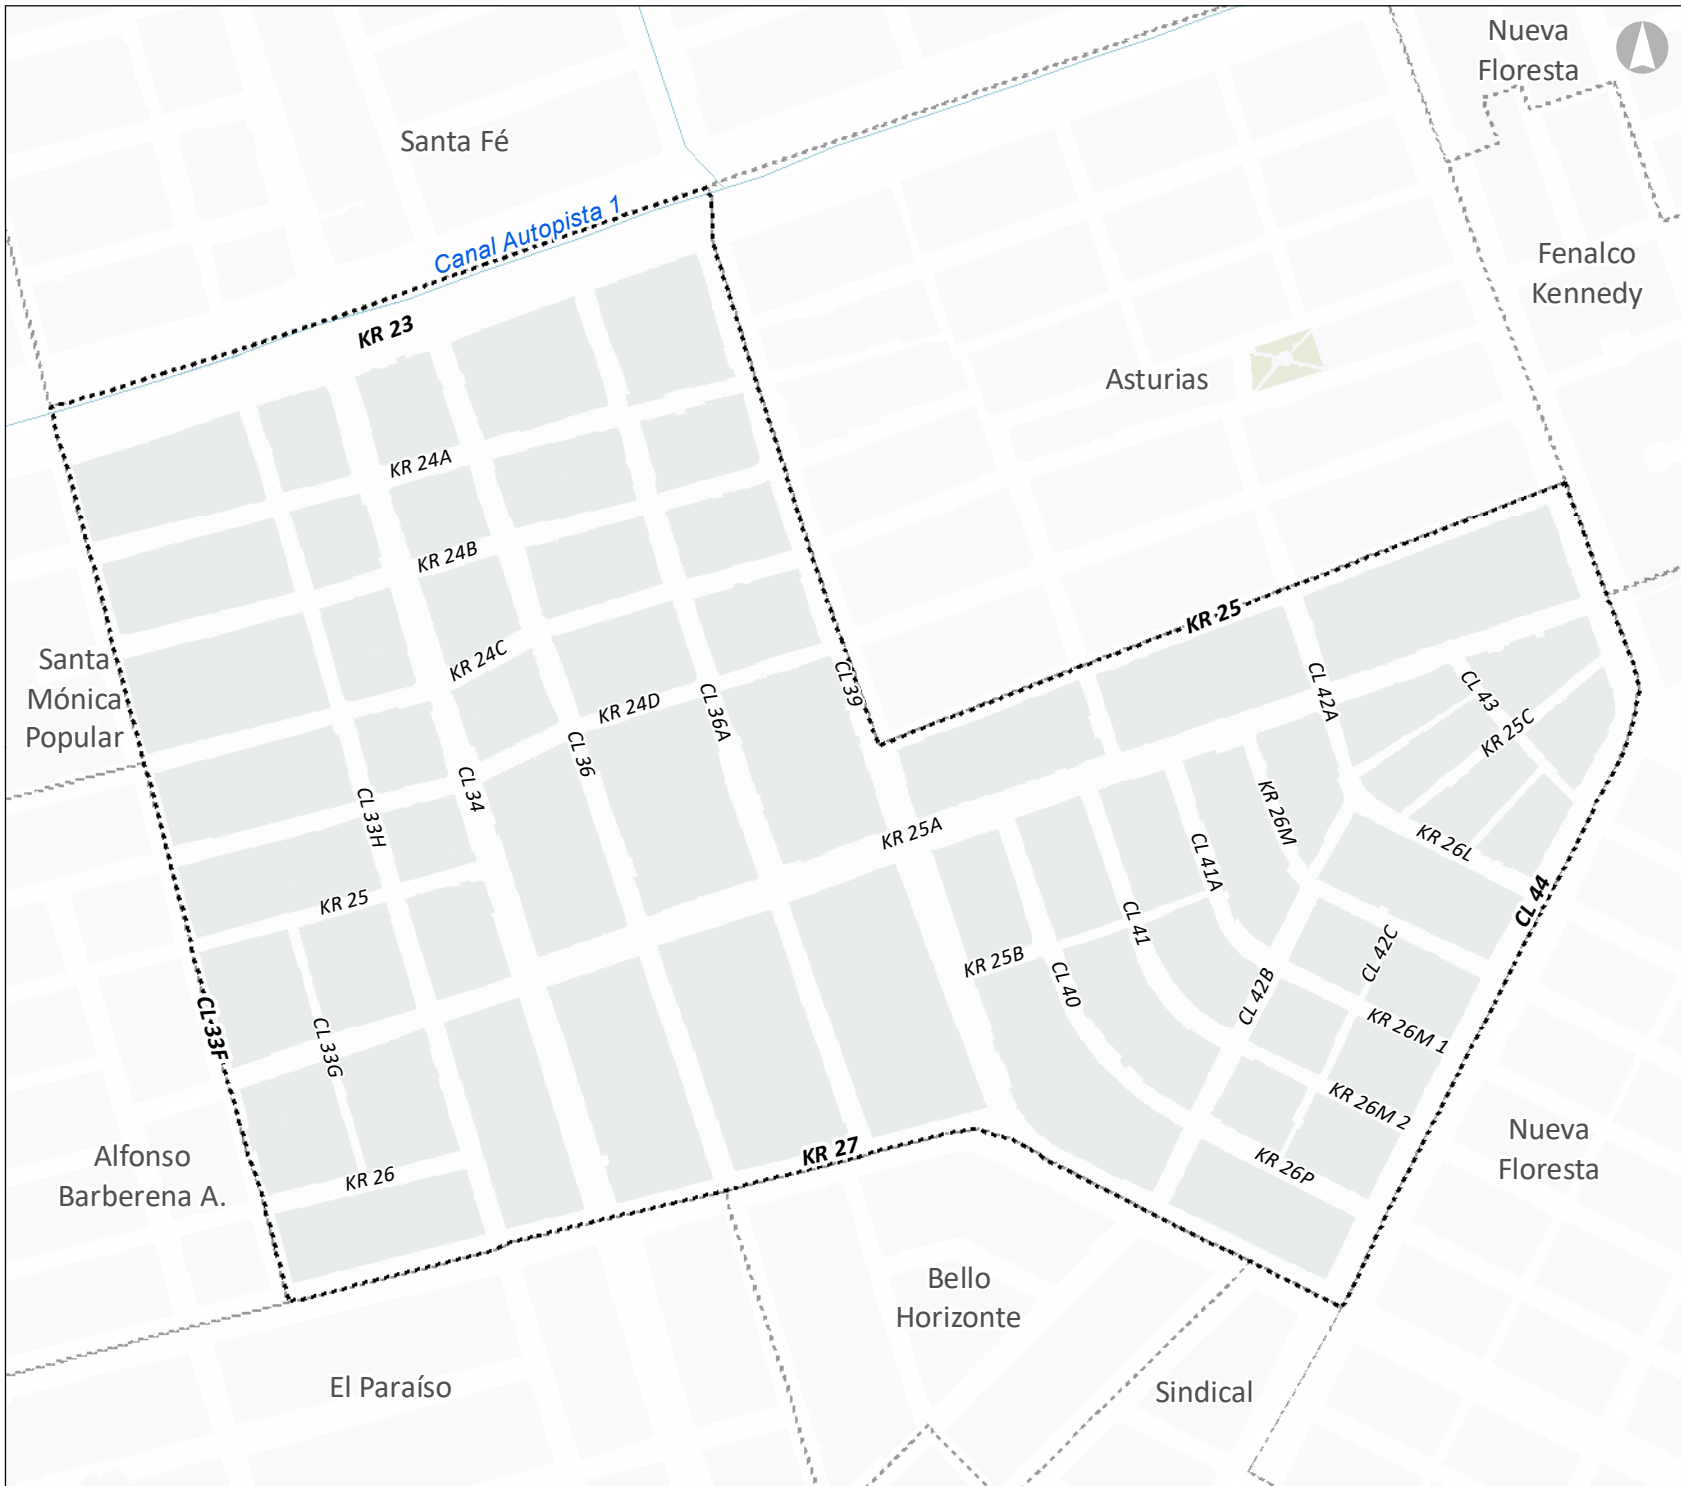 Nueva
Floresta
Santa Fé
Canal Autopista 1
Fenalco
Kennedy
KR 23
Asturias
KR 24A
KR 24B
KR 25
Santa
Mónica
Popular
KR 24C
CL 39
CL 42A
CL 43
KR 24D
CL 36A
KR 25C
CL 36
CL 34
CL 33H
KR 26M
KR 25A
KR 26L
CL 41A
KR 25
CL 44
CL 41
CL 42C
KR 25B
CL 40
CL 42B
CL 33F
CL 33G
KR 26M 1
KR 26M 2
KR 27
Alfonso
Barberena A.
KR 26
KR 26P
Nueva
Floresta
Bello
Horizonte
El Paraíso
Sindical